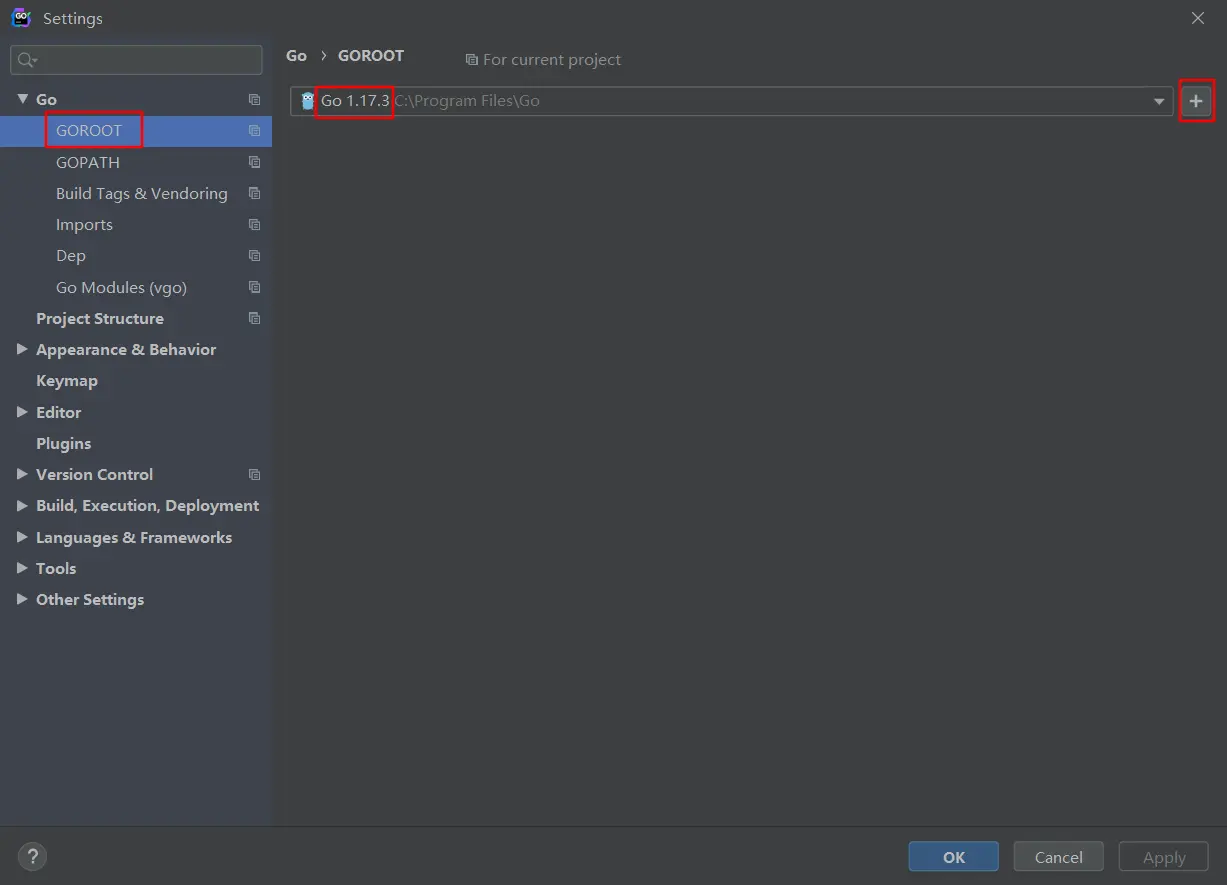 Settings
Go
GOROOT
GOPATH
Build Tags & Vendoring
Imports
Dep
Go Modules (vgo)
Project Structure
Appearance & Behavior
Keymap
Editor
Plugins
Version Control
Build, Execution, Deployment
Languages & Frameworks
Tools
Other Settings
Go › GOROOT For current project
Go 1.17.3 C:\Program Files\Go
+
?
OK Cancel Apply